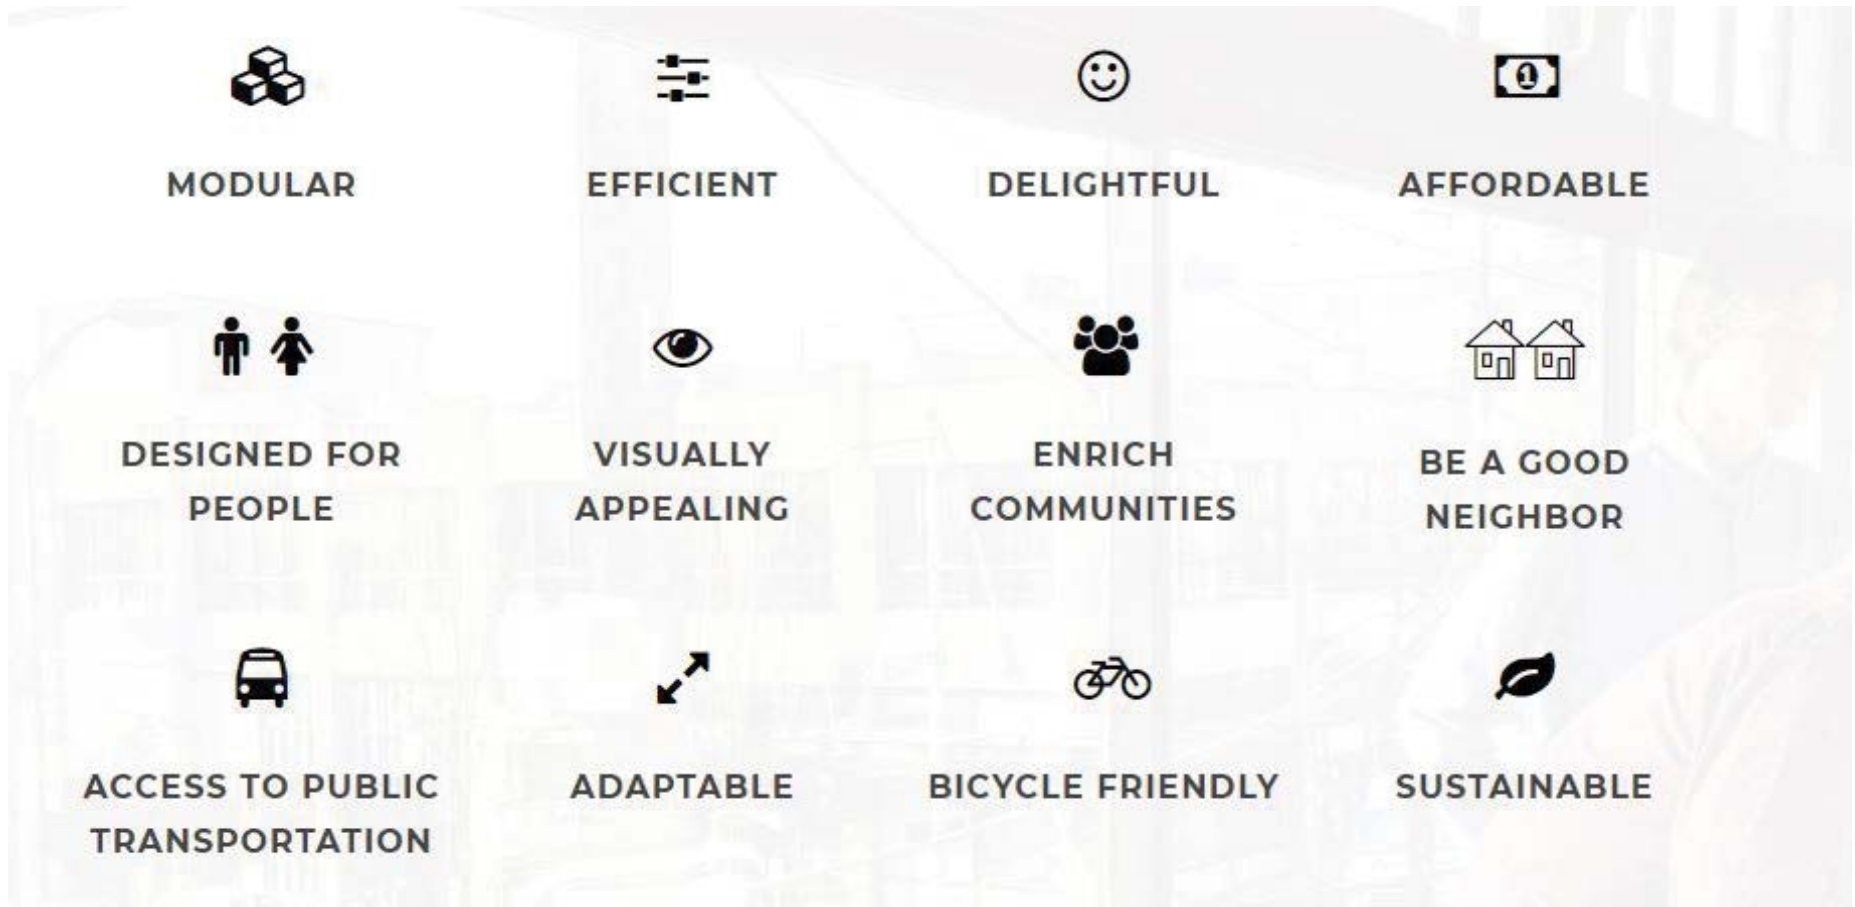 MODULAR
EFFICIENT
DELIGHTFUL
AFFORDABLE
1
DESIGNED FOR
PEOPLE
VISUALLY
APPEALING
ENRICH
COMMUNITIES
BE A GOOD
NEIGHBOR
ACCESS TO PUBLIC
TRANSPORTATION
ADAPTABLE
BICYCLE FRIENDLY
SUSTAINABLE